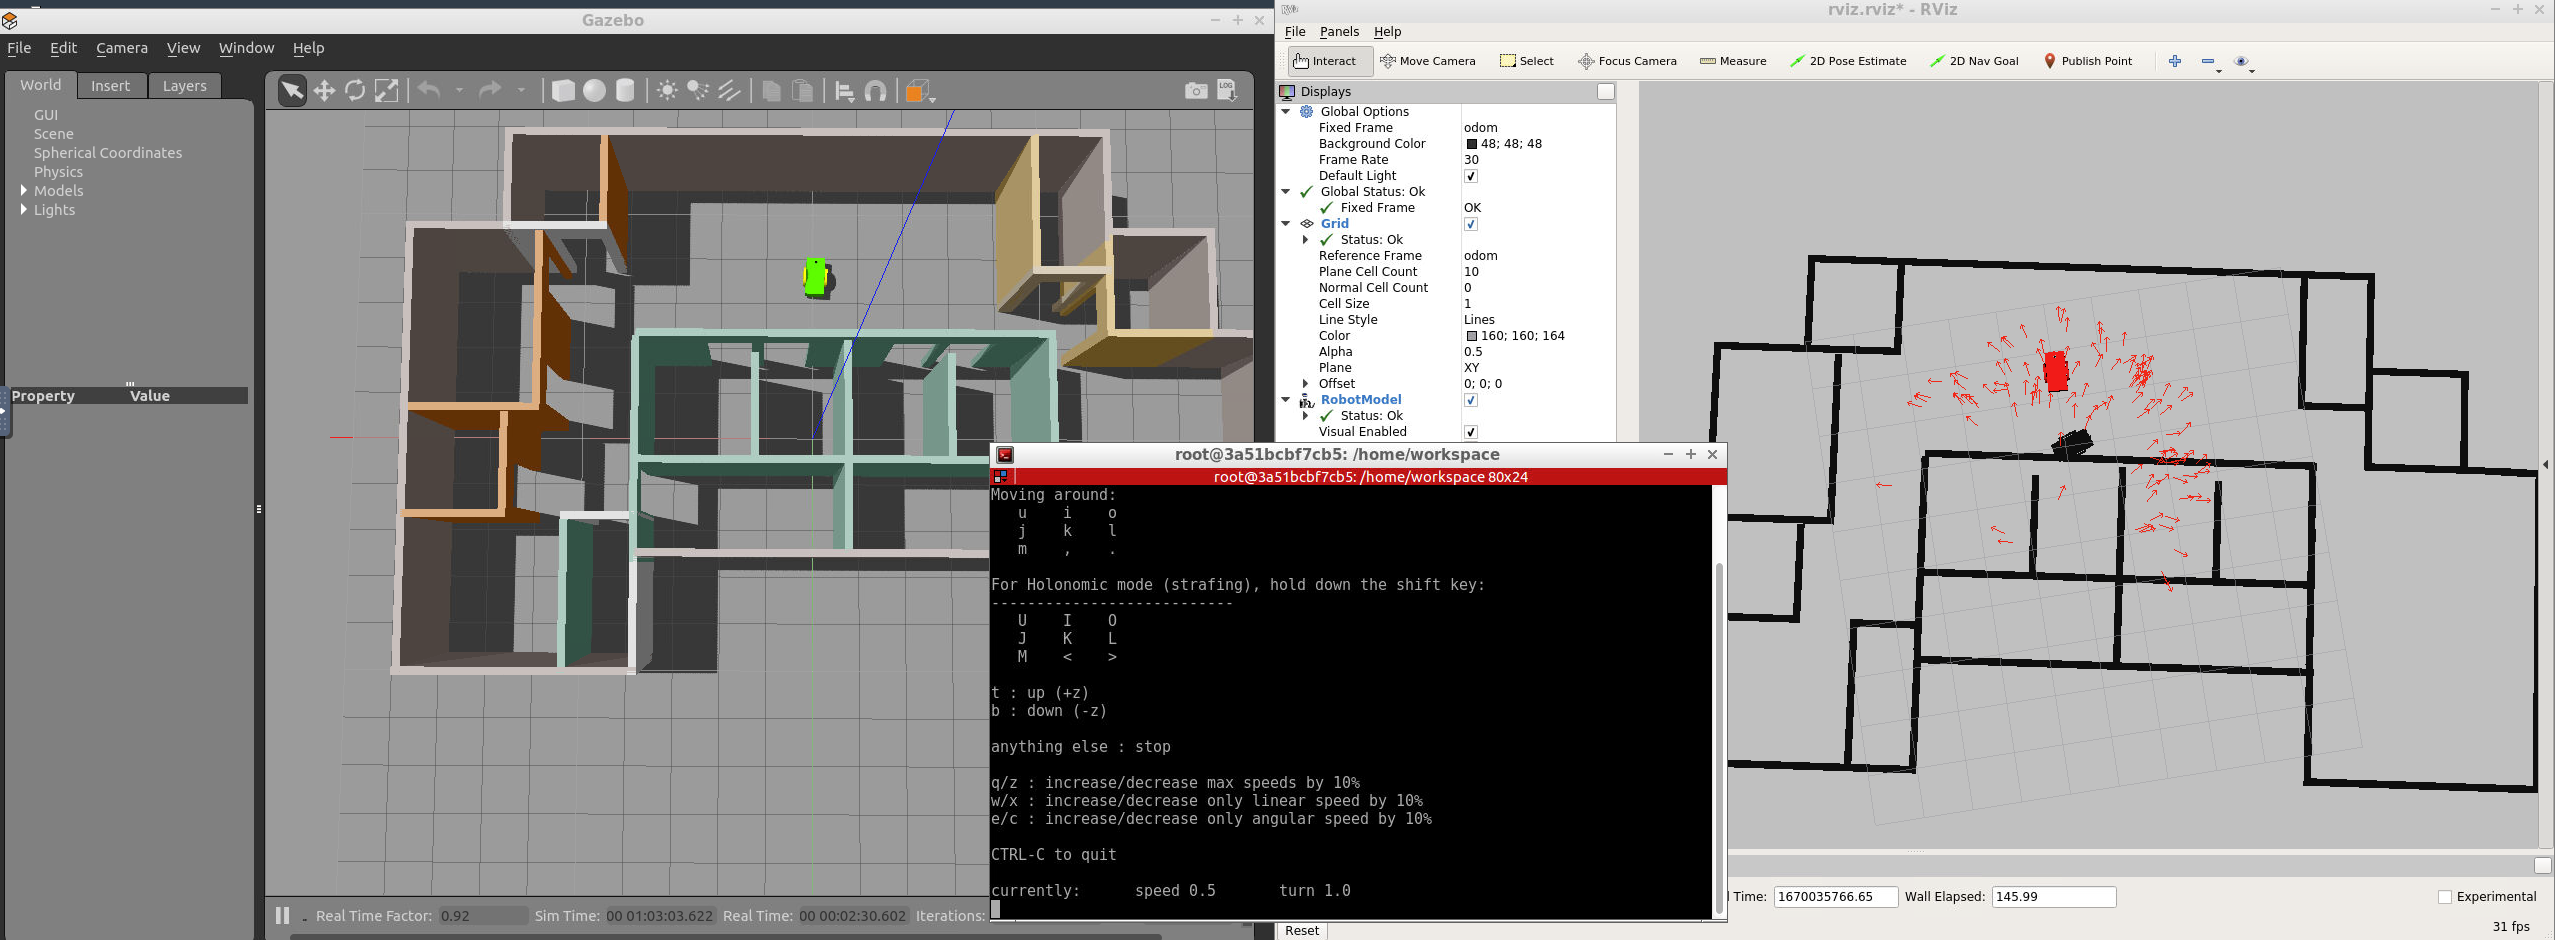 Gazebo
File Edit Camera View Window Help
World Insert Layers
LOG
GUI
Scene
Spherical Coordinates
Physics
Models
Lights
Property Value
Real Time Factor: 0.92 Sim Time: 00 01:03:03.622 Real Time: 00 00:02:30.602 Iterations:
rviz.rviz* - RViz
File Panels Help
Interact Move Camera Select Focus Camera Measure 2D Pose Estimate 2D Nav Goal Publish Point
Displays
Global Options
Fixed Frame odom
Background Color 48; 48; 48
Frame Rate 30
Default Light
Global Status: Ok
Fixed Frame OK
Grid
Status: Ok
Reference Frame odom
Plane Cell Count 10
Normal Cell Count 0
Cell Size 1
Line Style Lines
Color 160; 160; 164
Alpha 0.5
Plane XY
Offset 0; 0; 0
RobotModel
Status: Ok
Visual Enabled
root@3a51bcbf7cb5: /home/workspace
root@3a51bcbf7cb5: /home/workspace 80x24
Moving around:
u i o
j k l
m , .
For Holonomic mode (strafing), hold down the shift key:
---------------------------
U I O
J K L
M < >
t : up (+z)
b : down (-z)
anything else : stop
q/z : increase/decrease max speeds by 10%
w/x : increase/decrease only linear speed by 10%
e/c : increase/decrease only angular speed by 10%
CTRL-C to quit
currently: speed 0.5 turn 1.0
Time: 1670035766.65 Wall Elapsed: 145.99 Experimental
Reset 31 fps